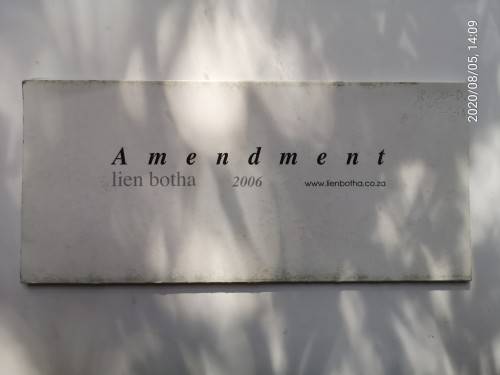 Amendment
lien botha 2006 www.lienbotha.co.za
2020/08/05, 14:09